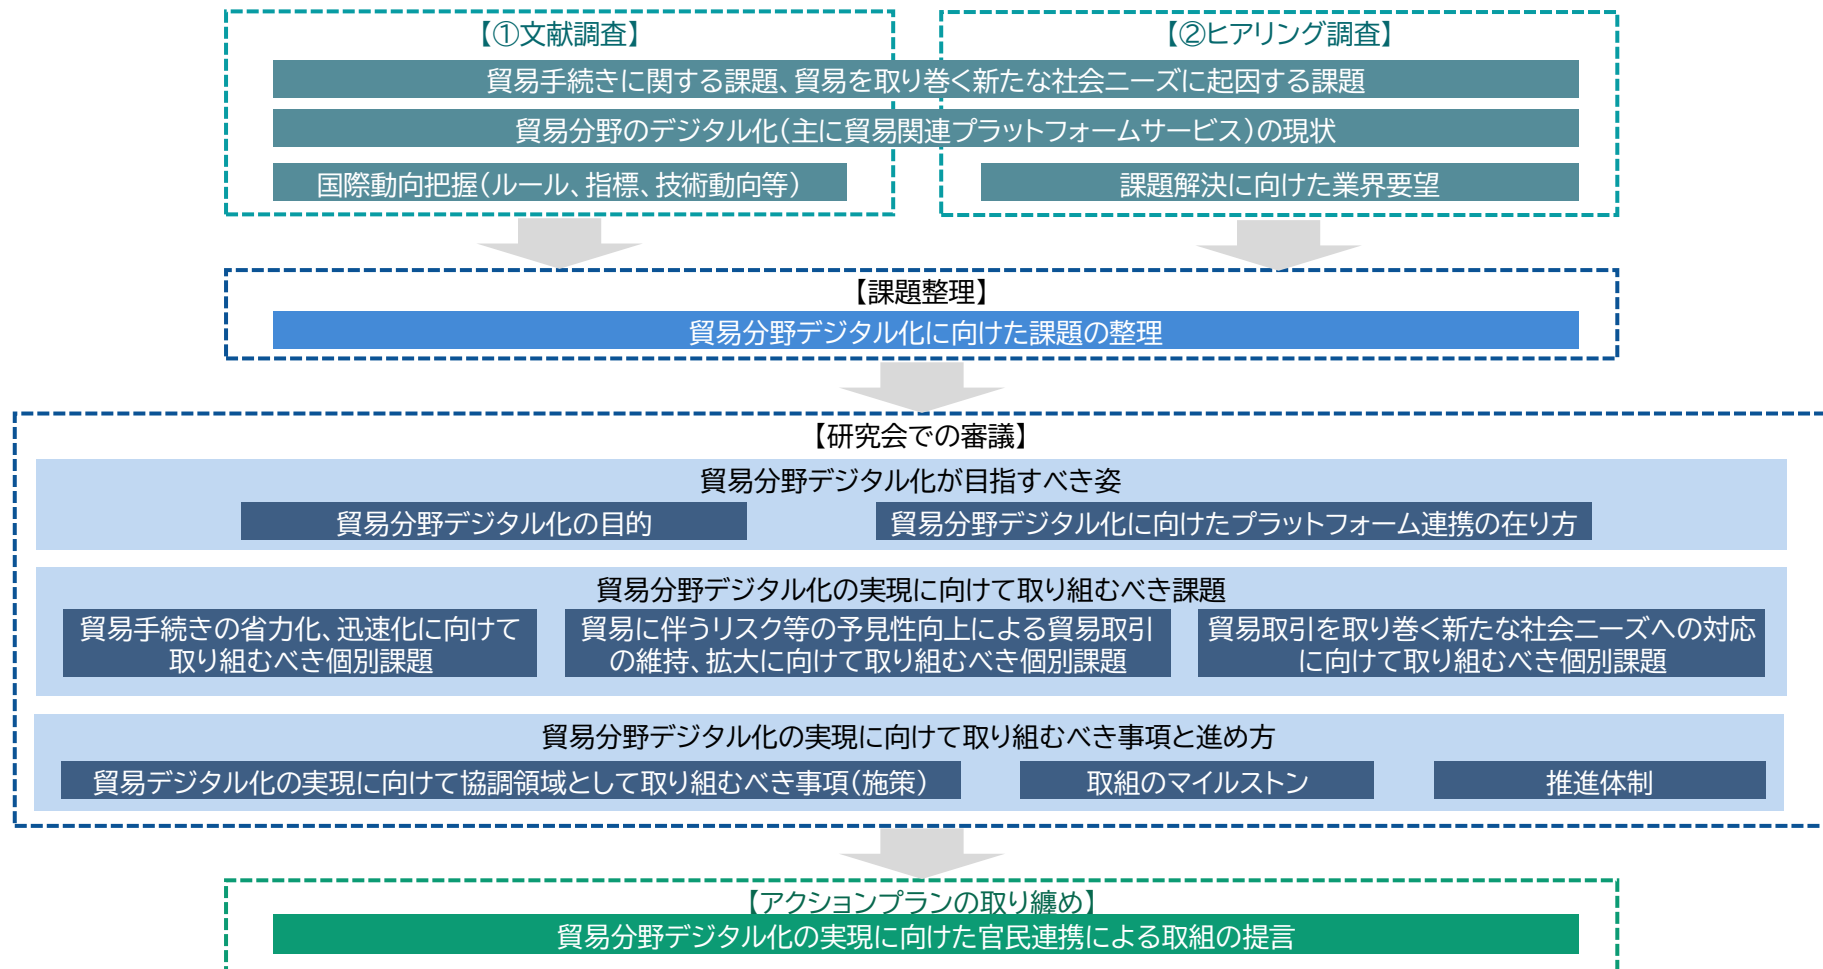 【①文献調査】
【②ヒアリング調査】
貿易手続きに関する課題、貿易を取り巻く新たな社会ニーズに起因する課題
貿易分野のデジタル化（主に貿易関連プラットフォームサービス）の現状
国際動向把握（ルール、指標、技術動向等）
課題解決に向けた業界要望
【課題整理】
貿易分野デジタル化に向けた課題の整理
【研究会での審議】
貿易分野デジタル化が目指すべき姿
貿易分野デジタル化の目的
貿易分野デジタル化に向けたプラットフォーム連携の在り方
貿易分野デジタル化の実現に向けて取り組むべき課題
貿易手続きの省力化、迅速化に向けて
取り組むべき個別課題
貿易に伴うリスク等の予見性向上による貿易取引
の維持、拡大に向けて取り組むべき個別課題
貿易取引を取り巻く新たな社会ニーズへの対応
に向けて取り組むべき個別課題
貿易分野デジタル化の実現に向けて取り組むべき事項と進め方
貿易デジタル化の実現に向けて協調領域として取り組むべき事項（施策）
取組のマイルストン
推進体制
【アクションプランの取り纏め】
貿易分野デジタル化の実現に向けた官民連携による取組の提言